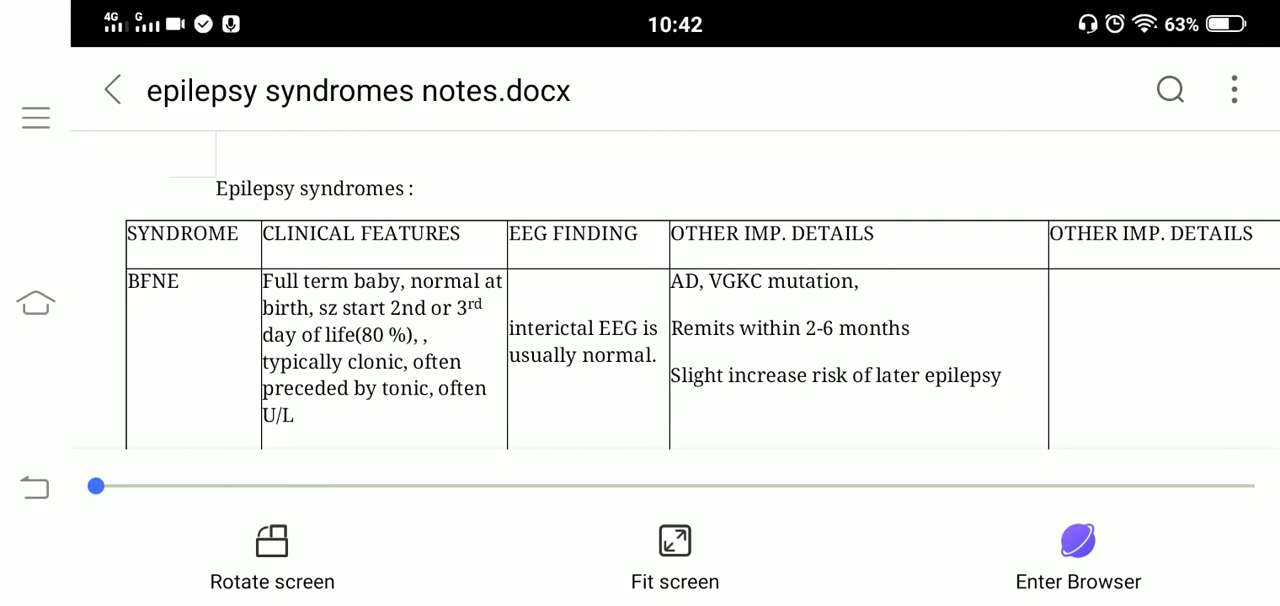 4G G 10:42 63%
epilepsy syndromes notes.docx
Epilepsy syndromes :
SYNDROME CLINICAL FEATURES EEG FINDING OTHER IMP. DETAILS OTHER IMP. DETAILS
BFNE
Full term baby, normal at
birth, sz start 2nd or 3rd
day of life(80 %), ,
typically clonic, often
preceded by tonic, often
U/L
interictal EEG is
usually normal.
AD, VGKC mutation,
Remits within 2-6 months
Slight increase risk of later epilepsy
Rotate screen Fit screen Enter Browser